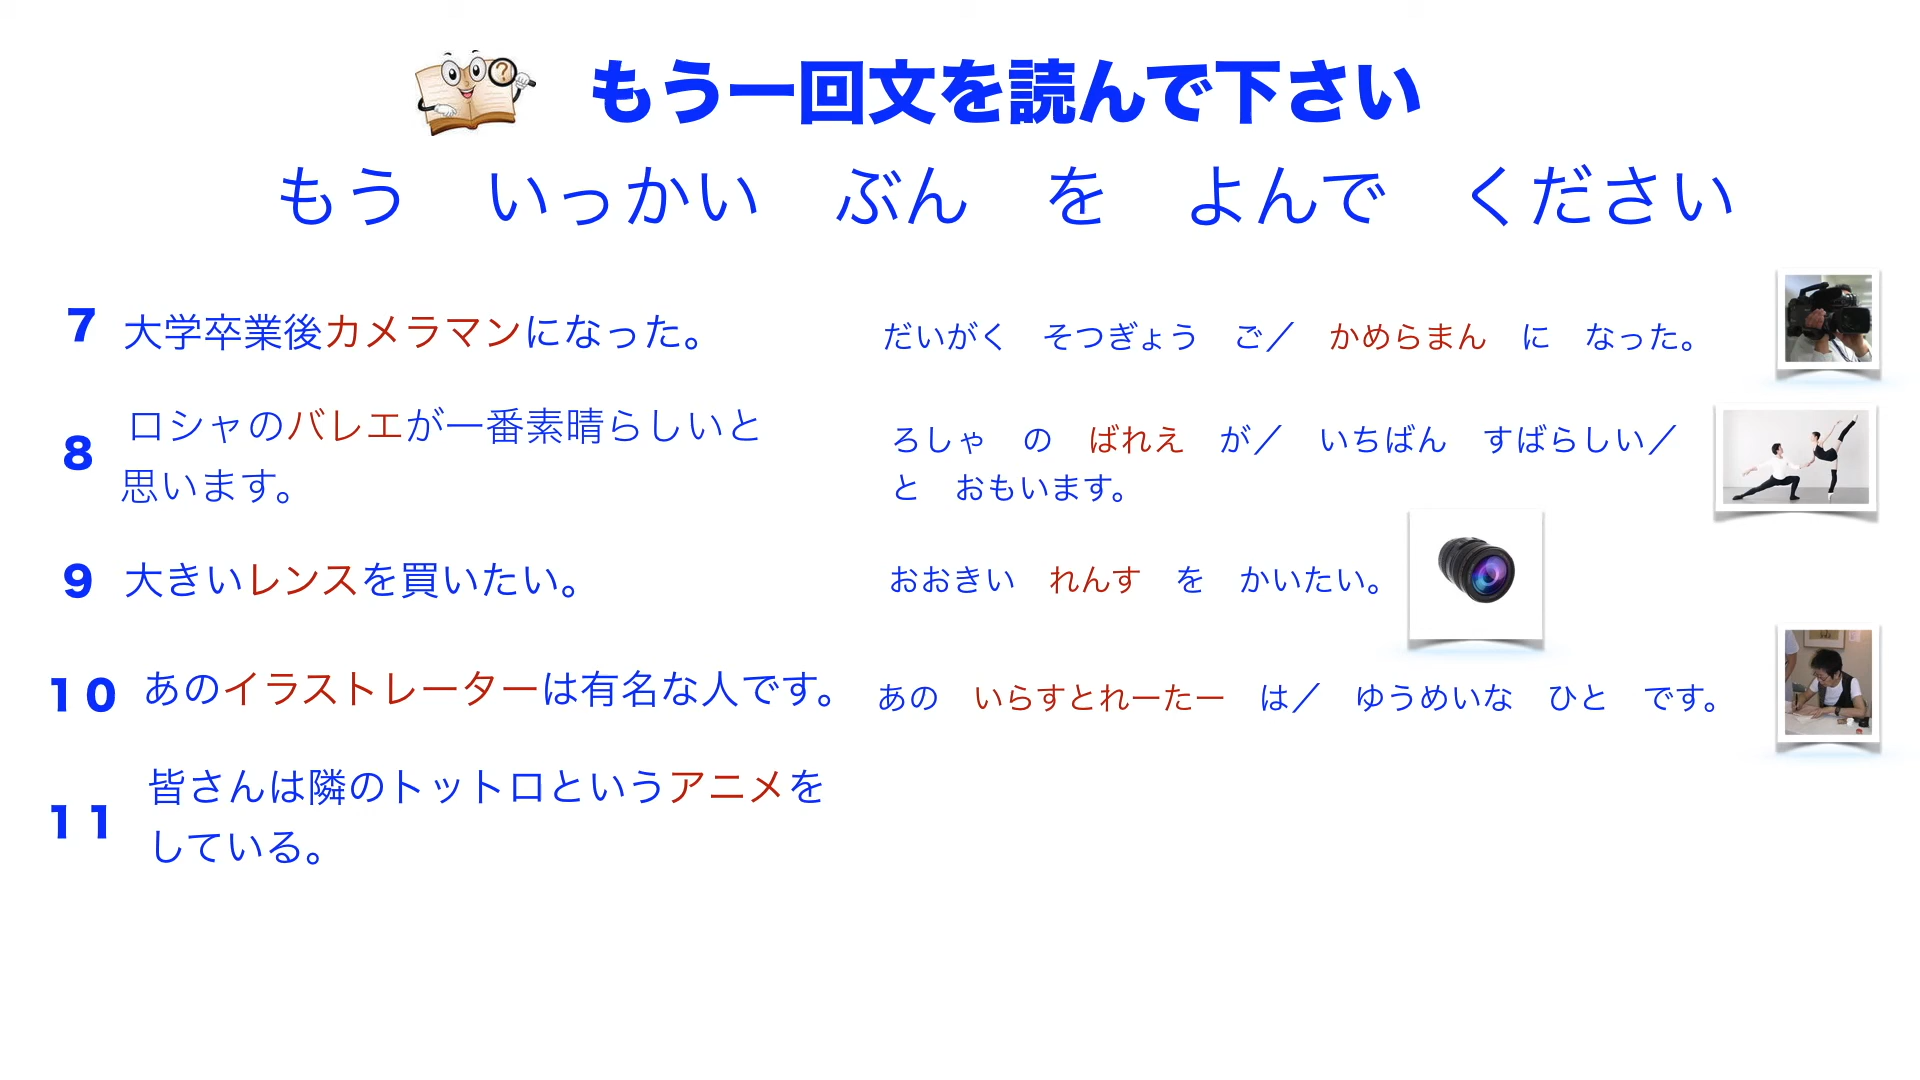 もう一回文を読んで下さい
もう　いっかい　ぶん　を　よんで　ください
7 大学卒業後カメラマンになった。 だいがく　そつぎょう　ご／　かめらまん　に　なった。
8 ロシャのバレエが一番素晴らしいと
思います。
ろしゃ　の　ばれえ　が／　いちばん　すばらしい／
と　おもいます。
9 大きいレンスを買いたい。 おおきい　れんす　を　かいたい。
10 あのイラストレーターは有名な人です。 あの　いらすとれーたー　は／　ゆうめいな　ひと　です。
11 皆さんは隣のトットロというアニメを
している。